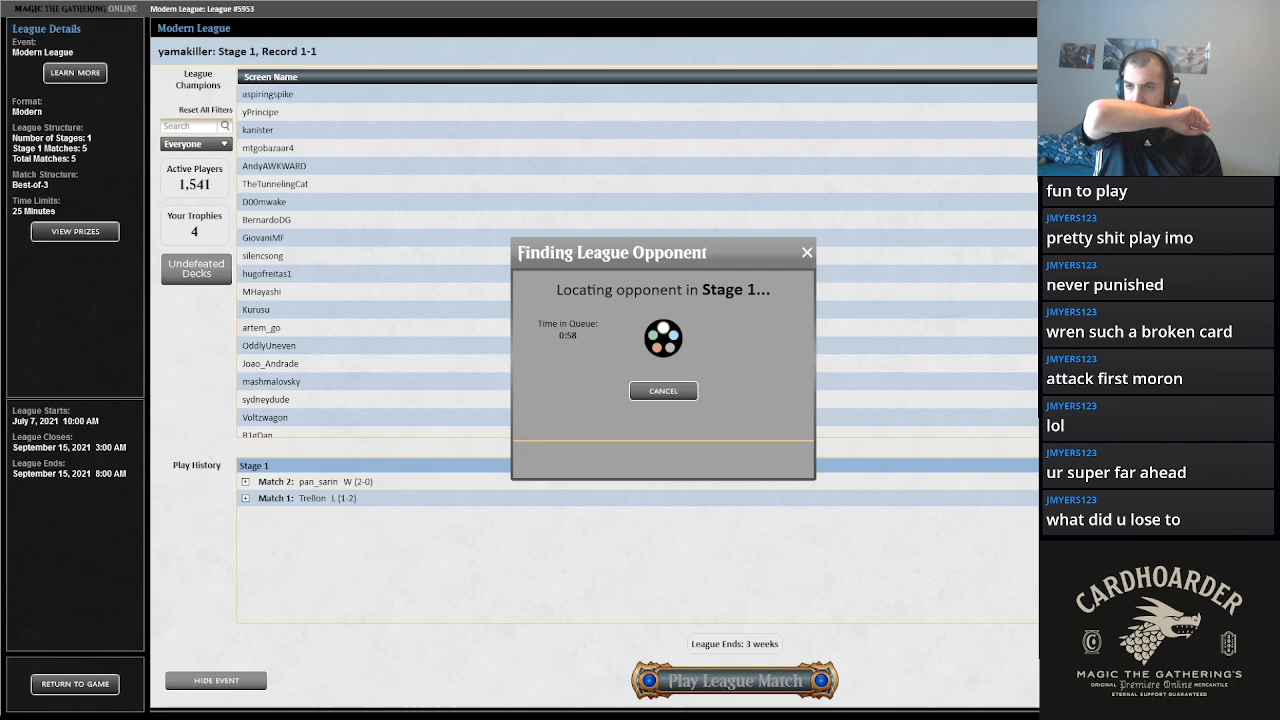 MAGIC THE GATHERING ONLINE
Modern League: League #5953
League Details
Event:
Modern League
LEARN MORE
Format:
Modern
League Structure:
Number of Stages: 1
Stage 1 Matches: 5
Total Matches: 5
Match Structure:
Best-of-3
Time Limits:
25 Minutes
VIEW PRIZES
League Starts:
July 7, 2021 10:00 AM
League Closes:
September 15, 2021 3:00 AM
League Ends:
September 15, 2021 8:00 AM
RETURN TO GAME
Modern League
yamakiller: Stage 1, Record 1-1
League
Champions
Reset All Filters
Search
Everyone
Active Players
1,541
Your Trophies
4
Undefeated
Decks
Screen Name
aspiringspike
yPrincipe
kanister
mtgobazaar4
AndyAWKWARD
TheTunnelingCat
D00mwake
BernardoDG
GiovaniMF
silencsong
hugofreitas1
MHayashi
Kurusu
artem_go
OddlyUneven
Joao_Andrade
mashmalovsky
sydneydude
Voltzwagon
B1gDan
Finding League Opponent
Locating opponent in Stage 1...
Time in Queue:
0:58
CANCEL
Play History
Stage 1
Match 2: pan_sarin W (2-0)
Match 1: Trellon L (1-2)
HIDE EVENT
League Ends: 3 weeks
Play League Match
fun to play
JMYERS123
pretty shit play imo
JMYERS123
never punished
JMYERS123
wren such a broken card
JMYERS123
attack first moron
JMYERS123
lol
JMYERS123
ur super far ahead
JMYERS123
what did u lose to
CARDHOARDER
MAGIC THE GATHERING'S
ORIGINAL Premiere Online MERCANTILE
ETERNAL SUPPORT GUARANTEED